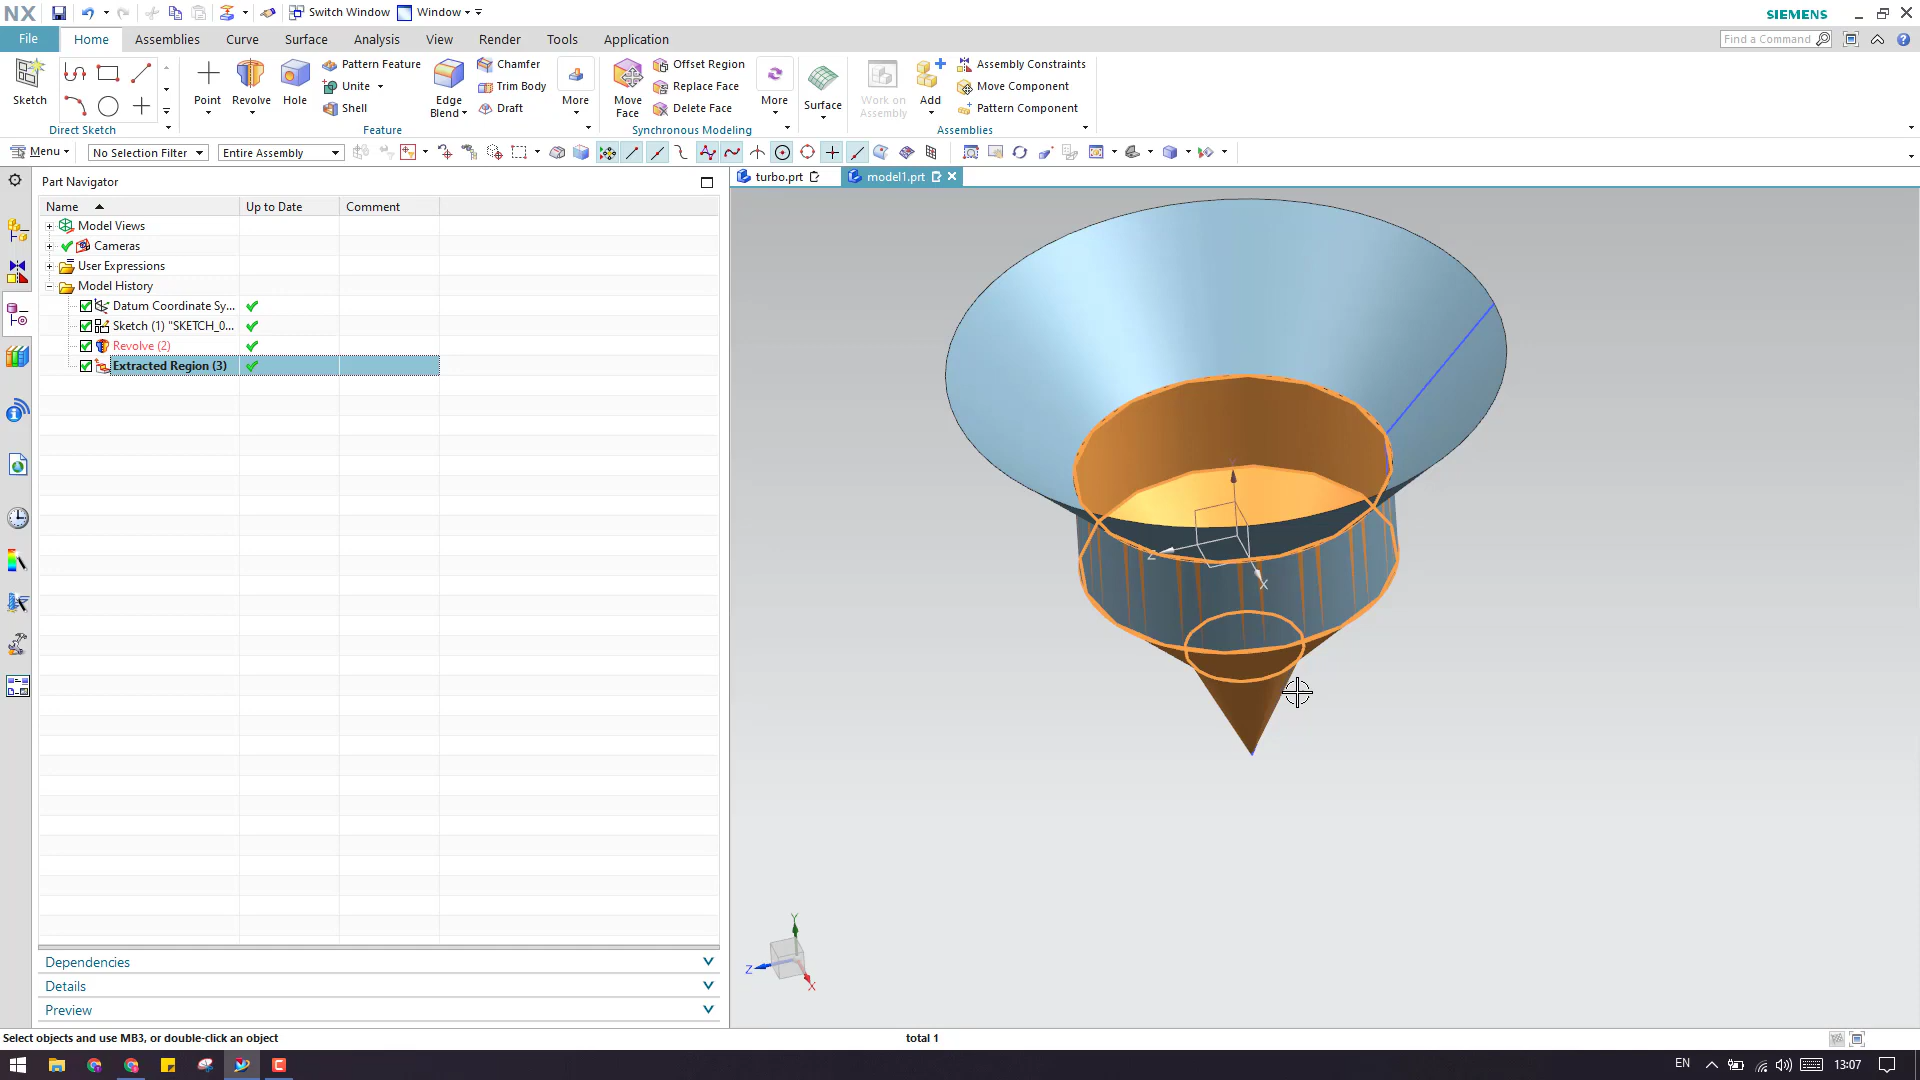 NX Switch Window Window SIEMENS
File Home Assemblies Curve Surface Analysis View Render Tools Application Find a Command
Sketch
Direct Sketch
Point
Revolve
Hole
Pattern Feature
Unite
Shell
Edge
Blend
Chamfer
Trim Body
Draft
More
Feature
Move
Face
Offset Region
Replace Face
Delete Face
More
Synchronous Modeling
Surface
Work on
Assembly
Add
Assembly Constraints
Move Component
Pattern Component
Assemblies
Menu No Selection Filter Entire Assembly
Part Navigator
turbo.prt model1.prt
Name Up to Date Comment
Model Views
Cameras
User Expressions
Model History
Datum Coordinate Sy...
Sketch (1) "SKETCH_0...
Revolve (2)
Extracted Region (3)
Y
Z
X
Y
Z
X
Dependencies
Details
Preview
Select objects and use MB3, or double-click an object total 1
EN 13:07